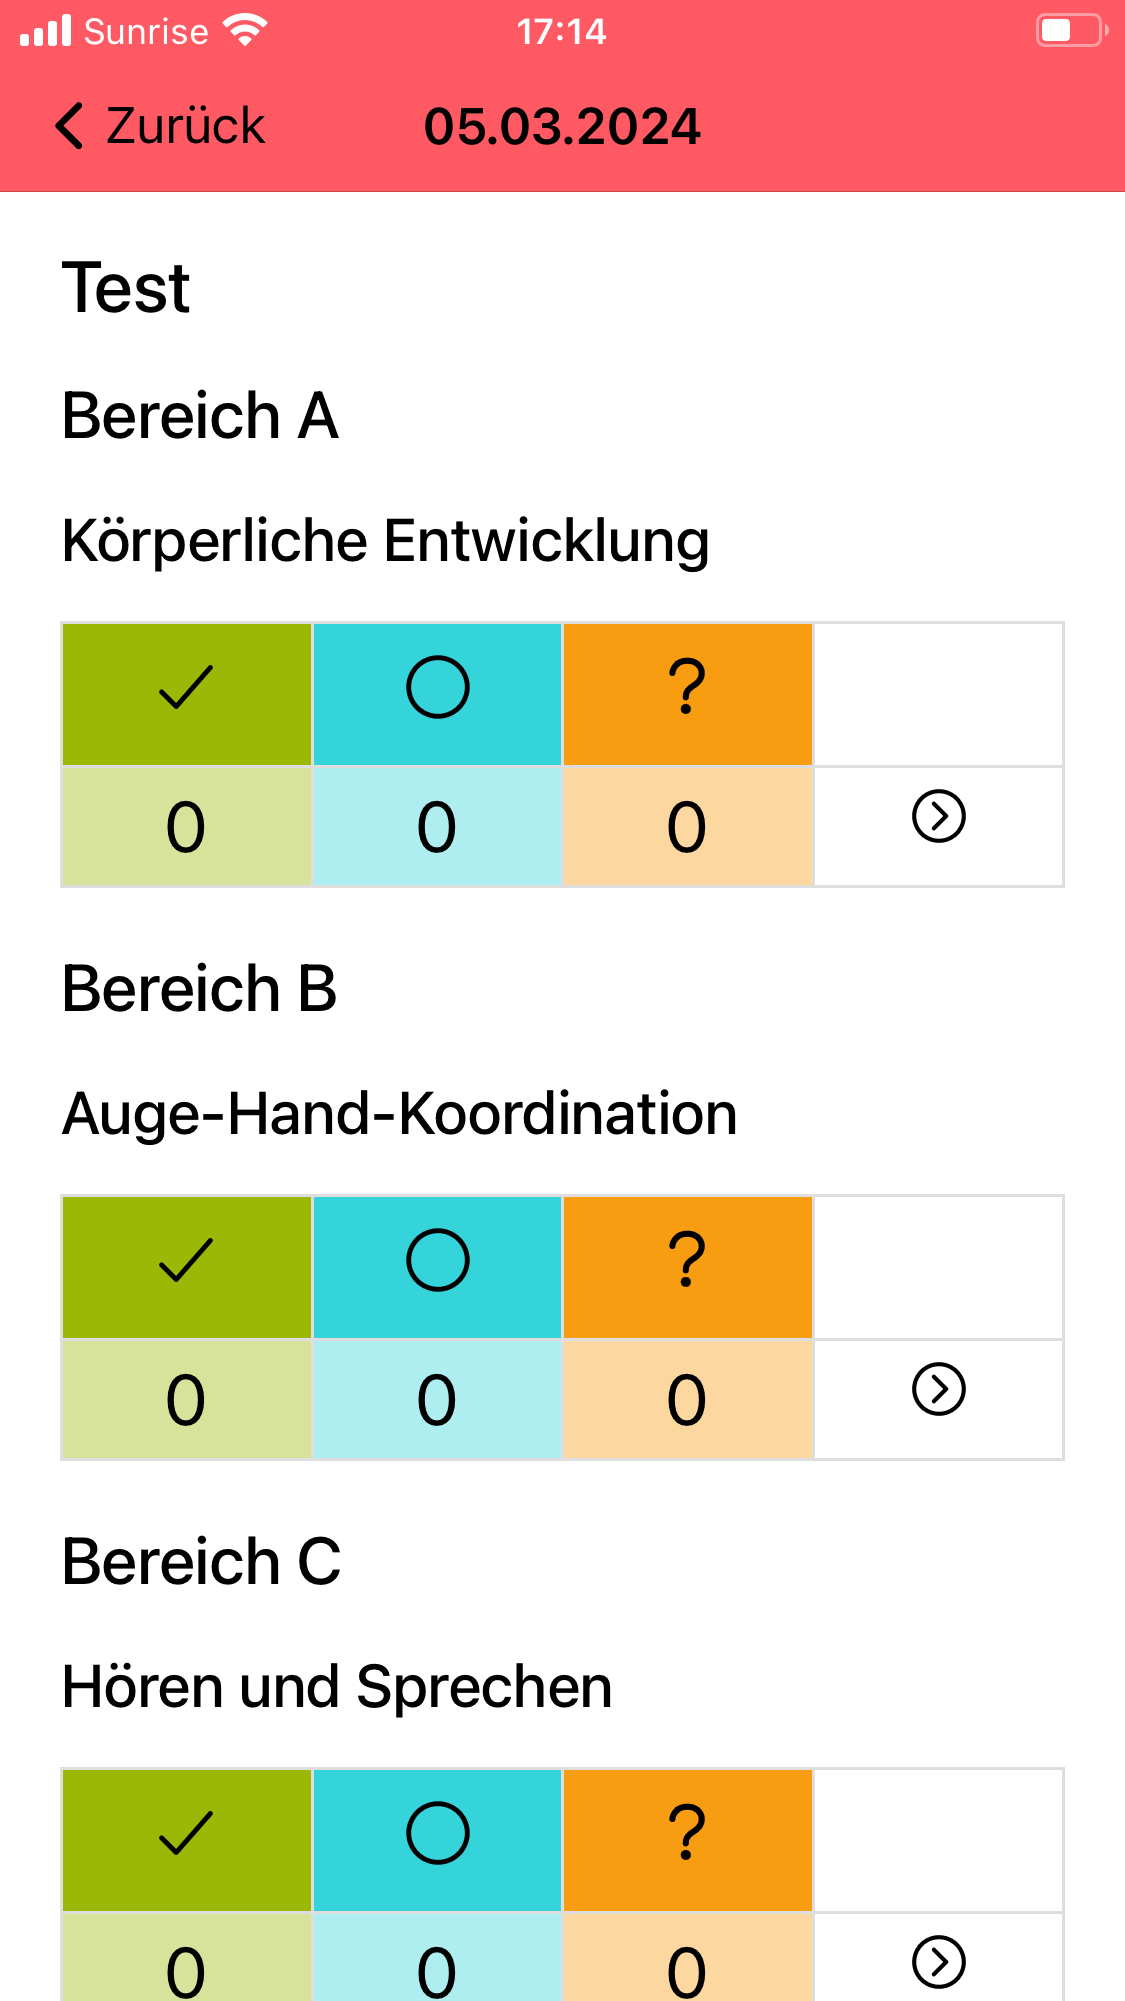 Sunrise 17:14
Zurück 05.03.2024
Test
Bereich A
Körperliche Entwicklung
✓ ○ ?
0 0 0
Bereich B
Auge-Hand-Koordination
✓ ○ ?
0 0 0
Bereich C
Hören und Sprechen
✓ ○ ?
0 0 0